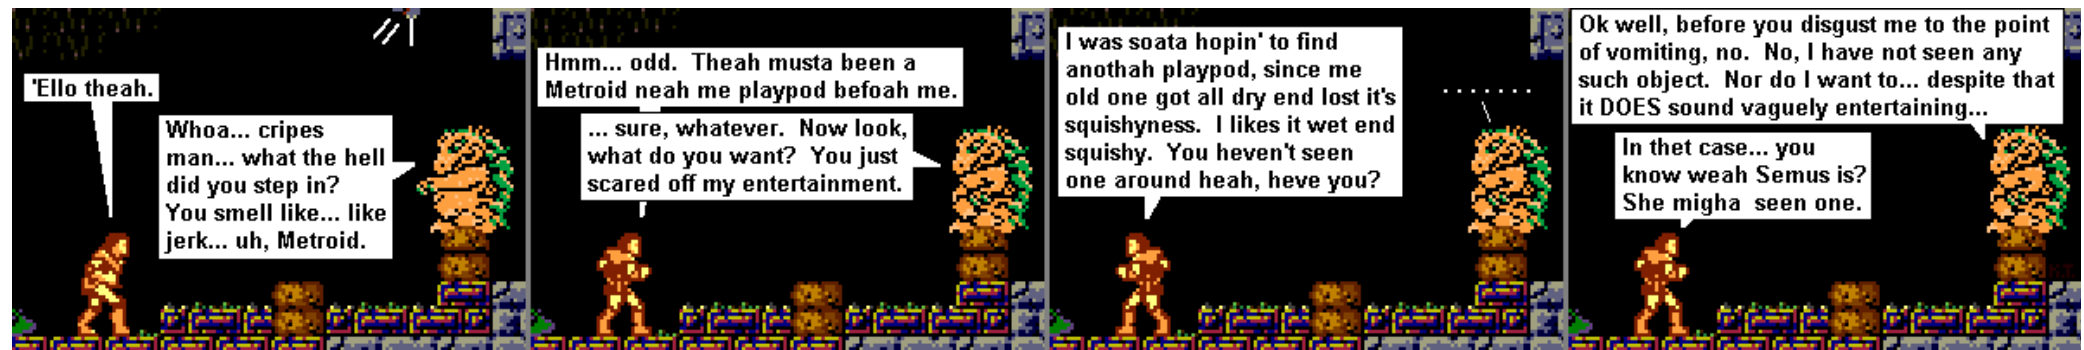 'Ello theah.
Whoa... cripes
man... what the hell
did you step in?
You smell like... like
jerk... uh, Metroid.
Hmm... odd. Theah musta been a
Metroid neah me playpod befoah me.
... sure, whatever. Now look,
what do you want? You just
scared off my entertainment.
I was soata hopin' to find
anothah playpod, since me
old one got all dry end lost it's
squishyness. I likes it wet end
squishy. You heven't seen
one around heah, heve you?
.......
Ok well, before you disgust me to the point
of vomiting, no. No, I have not seen any
such object. Nor do I want to... despite that
it DOES sound vaguely entertaining...
In thet case... you
know weah Semus is?
She migha seen one.